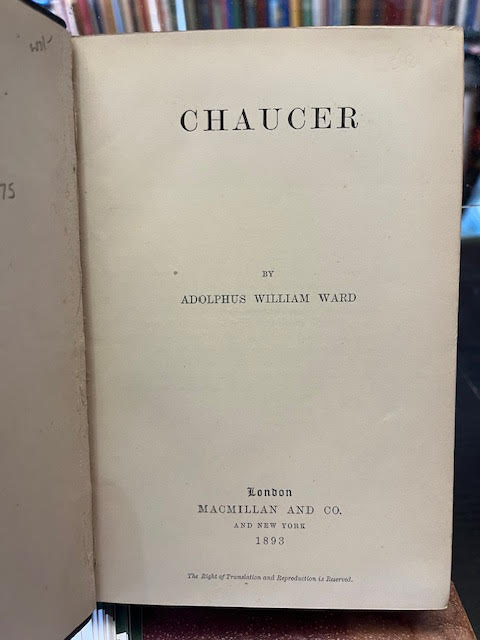 CHAUCER
BY
ADOLPHUS WILLIAM WARD
London
MACMILLAN AND CO.
AND NEW YORK
1893
The Right of Translation and Reproduction is Reserved.
75